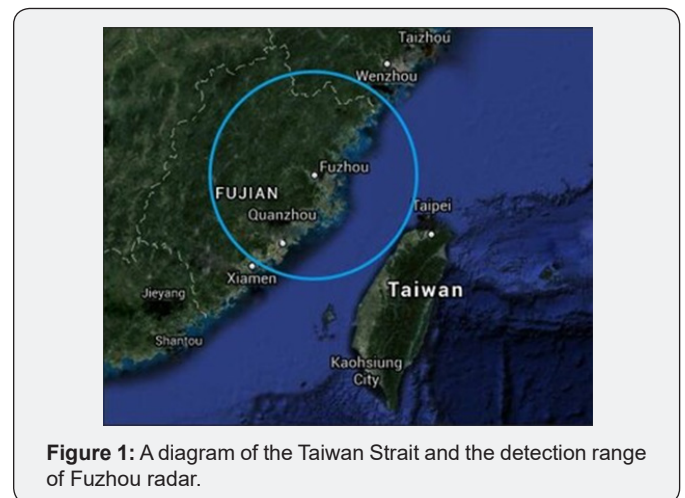 Taizhou
Wenzhou
Fuzhou
FUJIAN
Quanzhou
Taipei
Xiamen
Taiwan
Jieyang
Shantou
Kaohsiung
City
Figure 1: A diagram of the Taiwan Strait and the detection range
of Fuzhou radar.